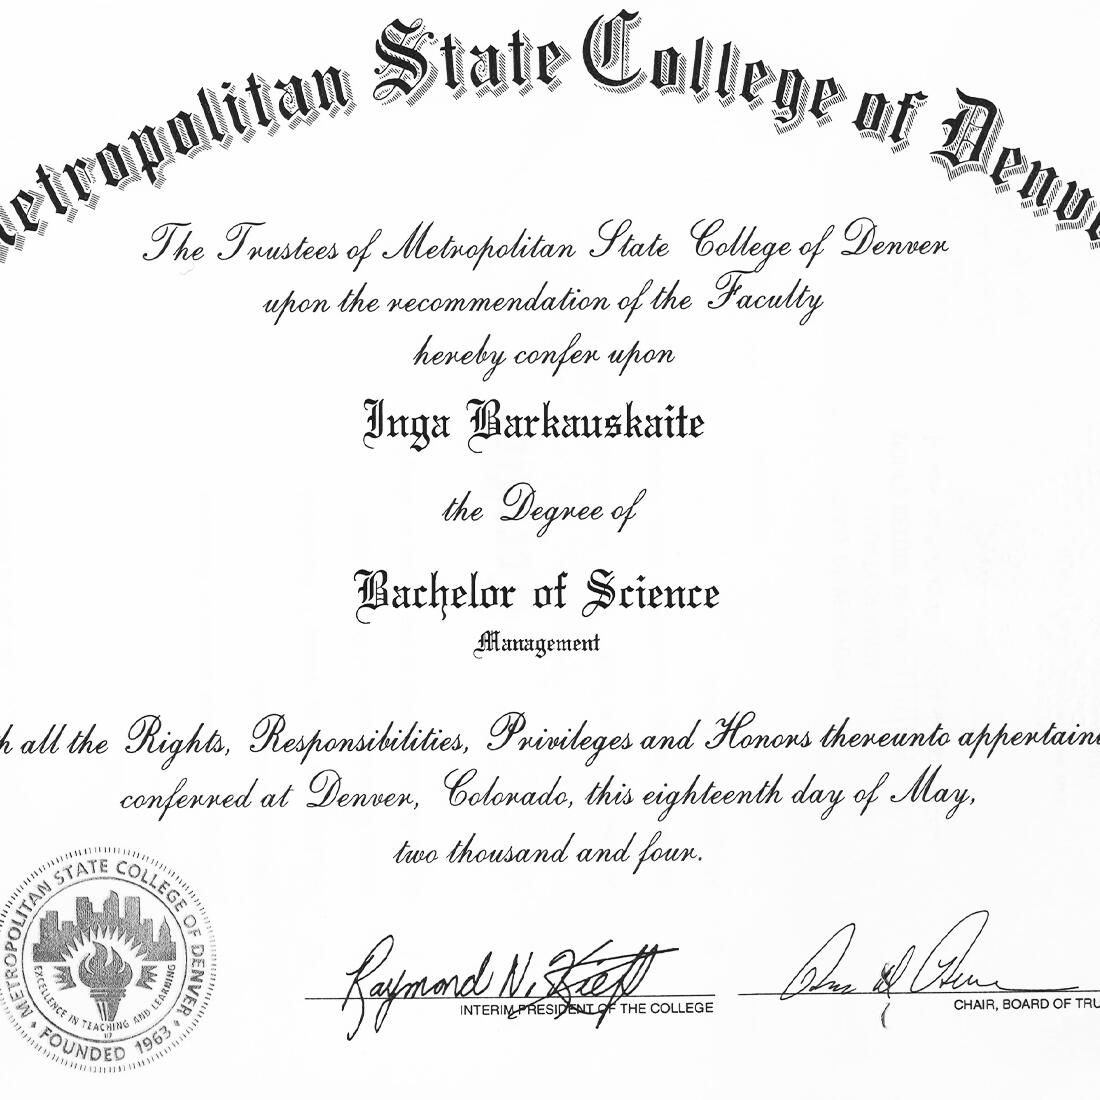 etropolitan State College of Denve
The Trustees of Metropolitan State College of Denver
upon the recommendation of the Faculty
hereby confer upon
Inga Barkauskaite
the Degree of
Bachelor of Science
Management
h all the Rights, Responsibilities, Privileges and Honors thereunto appertaini
conferred at Denver, Colorado, this eighteenth day of May,
two thousand and four.
METROPOLITAN STATE COLLEGE OF DENVER
EXCELLENCE IN TEACHING AND LEARNING
• FOUNDED 1963 •
Raymond N. Kieft
INTERIM PRESIDENT OF THE COLLEGE
CHAIR, BOARD OF TRU